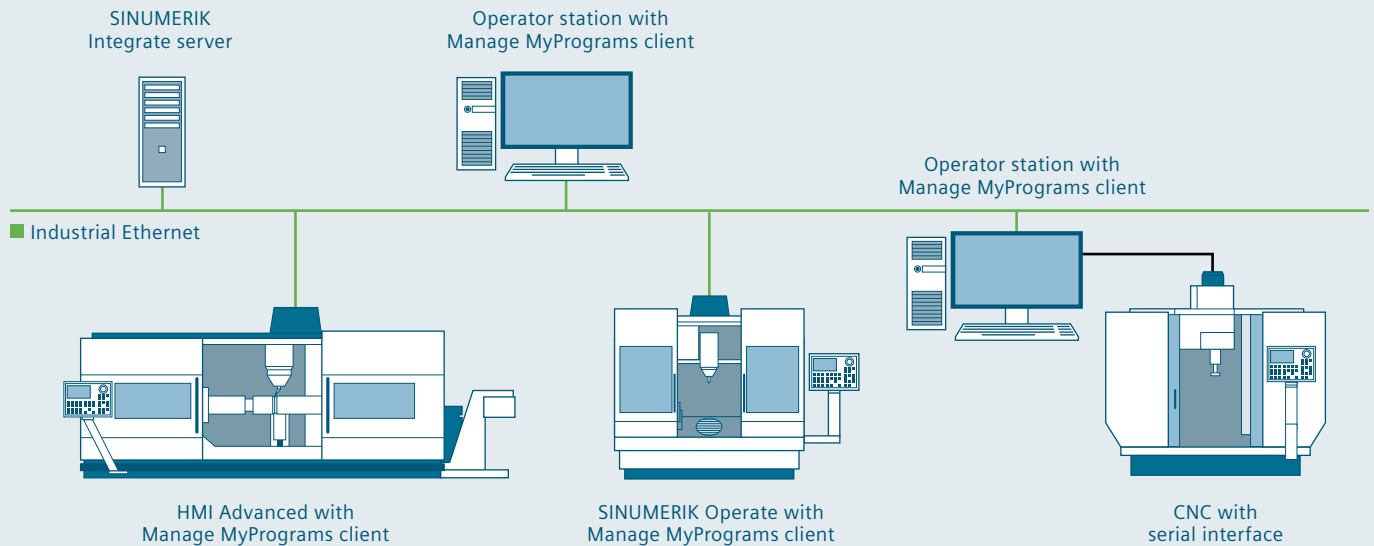 SINUMERIK
Integrate server
Operator station with
Manage MyPrograms client
Operator station with
Manage MyPrograms client
Industrial Ethernet
HMI Advanced with
Manage MyPrograms client
SINUMERIK Operate with
Manage MyPrograms client
CNC with
serial interface